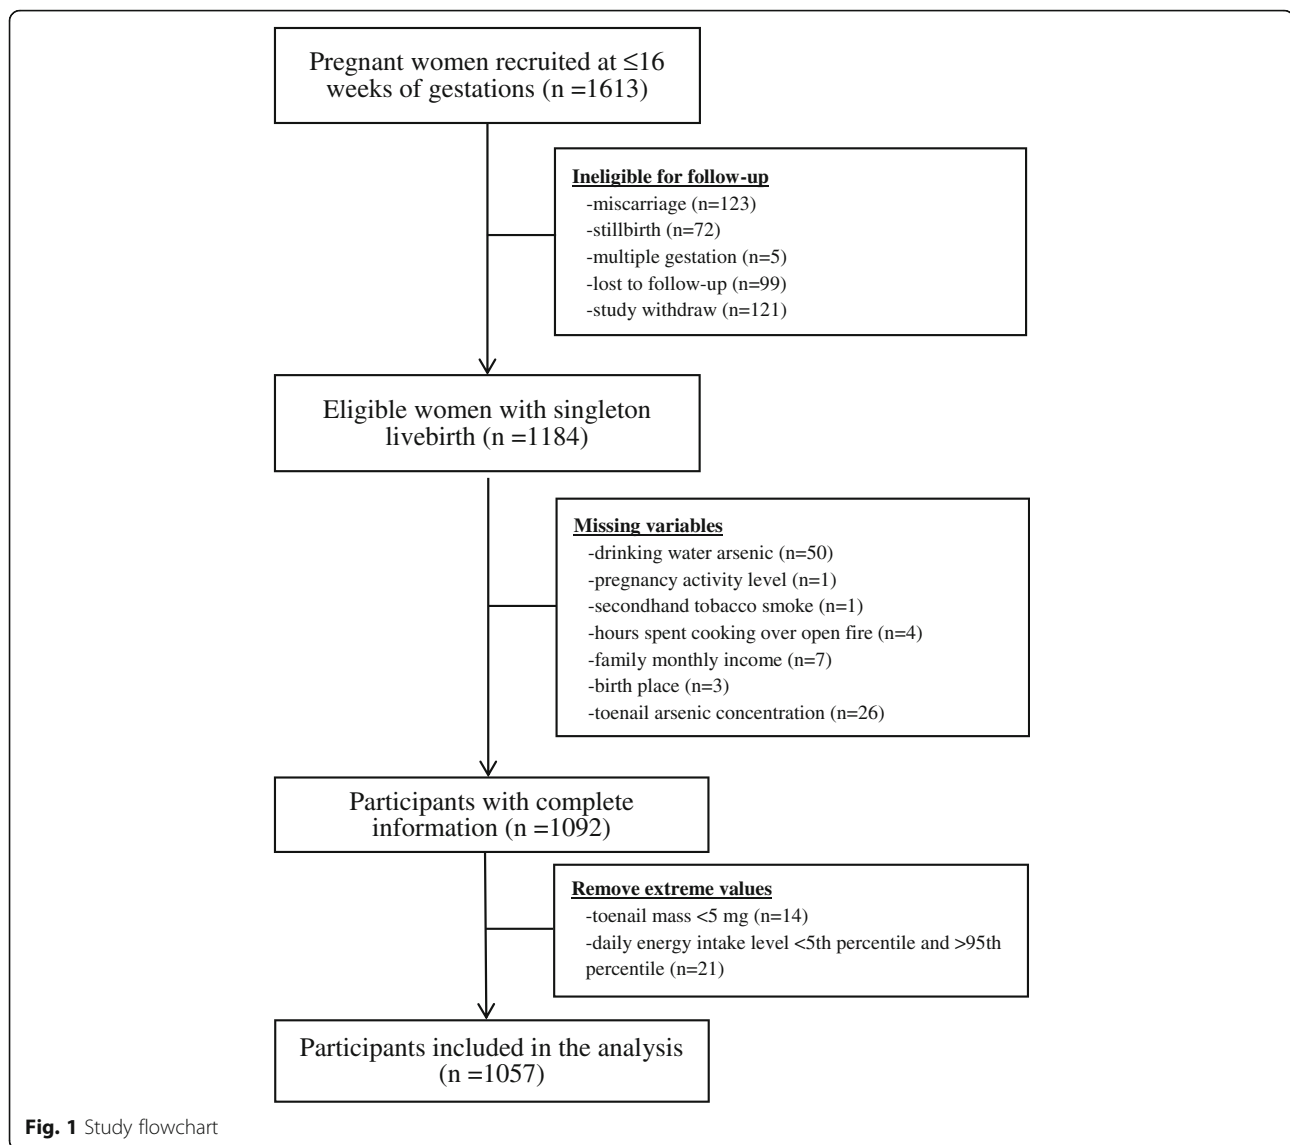 Pregnant women recruited at ≤16
weeks of gestations (n =1613)
Ineligible for follow-up
-miscarriage (n=123)
-stillbirth (n=72)
-multiple gestation (n=5)
-lost to follow-up (n=99)
-study withdraw (n=121)
Eligible women with singleton
livebirth (n =1184)
Missing variables
-drinking water arsenic (n=50)
-pregnancy activity level (n=1)
-secondhand tobacco smoke (n=1)
-hours spent cooking over open fire (n=4)
-family monthly income (n=7)
-birth place (n=3)
-toenail arsenic concentration (n=26)
Participants with complete
information (n =1092)
Remove extreme values
-toenail mass <5 mg (n=14)
-daily energy intake level <5th percentile and >95th
percentile (n=21)
Participants included in the analysis
(n =1057)
Fig. 1 Study flowchart